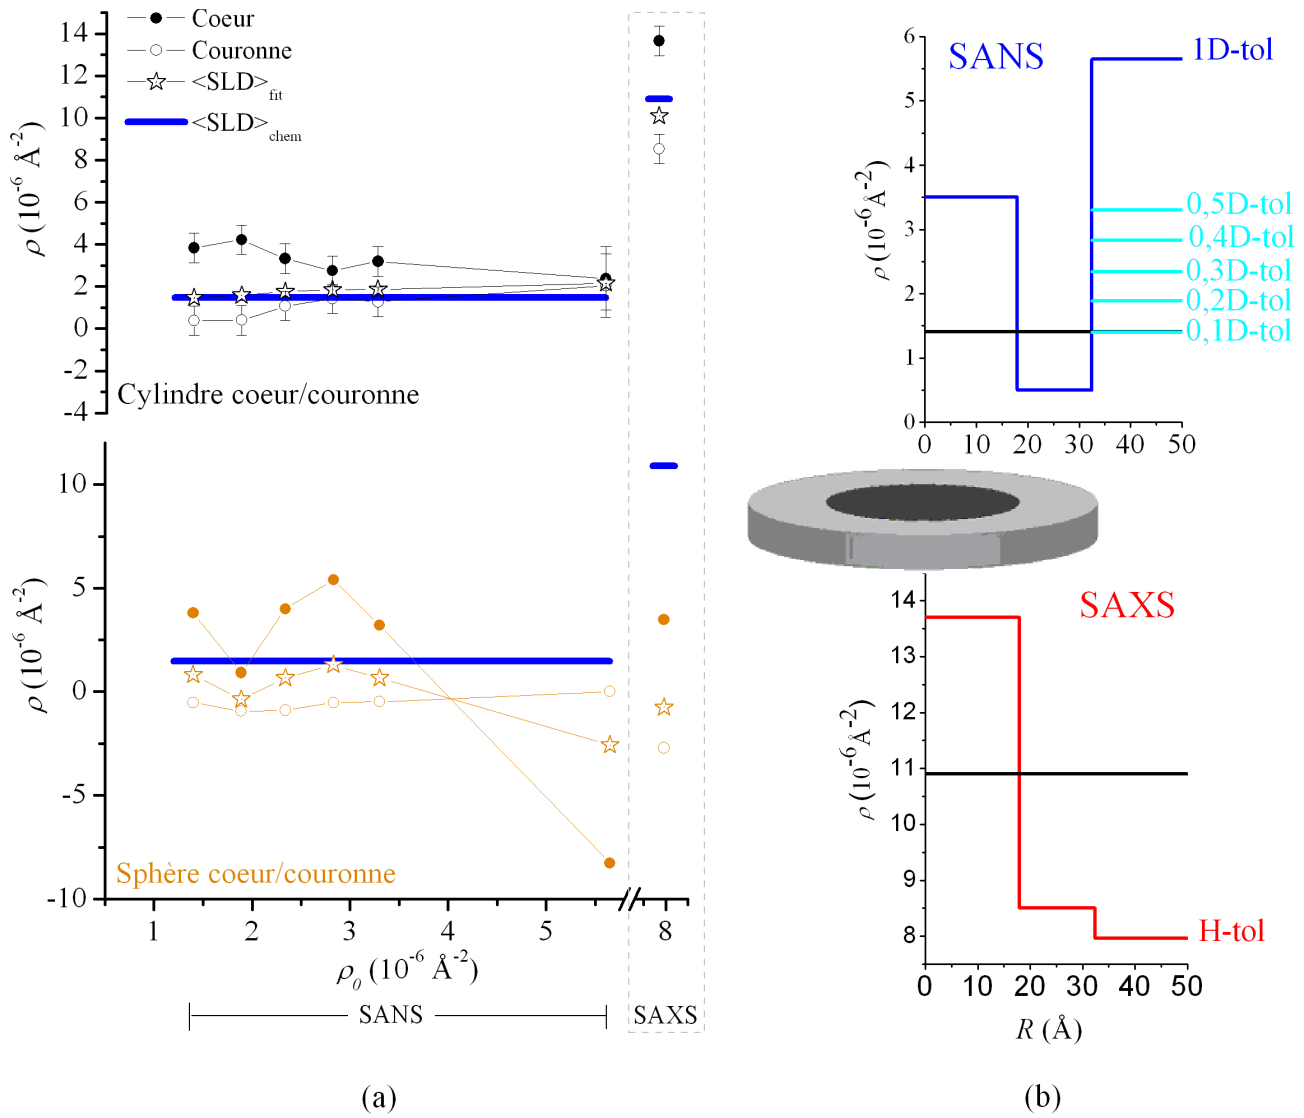 Coeur
Couronne
<SLD>fit
<SLD>chem
14
12
10
8
6
4
2
0
-2
-4
ρ (10⁻⁶ Å⁻²)
Cylindre coeur/couronne
10
5
0
-5
-10
ρ (10⁻⁶ Å⁻²)
Sphère coeur/couronne
1 2 3 4 5 8
ρ₀ (10⁻⁶ Å⁻²)
SANS
SAXS
(a)
SANS
1D-tol
0,5D-tol
0,4D-tol
0,3D-tol
0,2D-tol
0,1D-tol
6
5
4
3
2
1
0
ρ (10⁻⁶Å⁻²)
0 10 20 30 40 50
SAXS
14
13
12
11
10
9
8
ρ (10⁻⁶Å⁻²)
H-tol
0 10 20 30 40 50
R (Å)
(b)